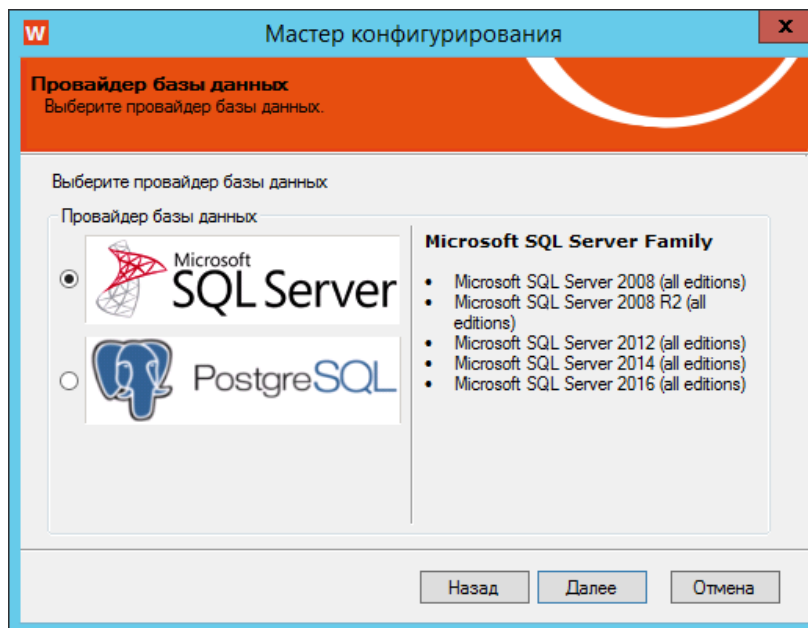 W
Мастер конфигурирования
x
Провайдер базы данных
Выберите провайдер базы данных.
Выберите провайдер базы данных
Провайдер базы данных
Microsoft
SQL Server
PostgreSQL
Microsoft SQL Server Family
• Microsoft SQL Server 2008 (all editions)
• Microsoft SQL Server 2008 R2 (all
editions)
• Microsoft SQL Server 2012 (all editions)
• Microsoft SQL Server 2014 (all editions)
• Microsoft SQL Server 2016 (all editions)
Назад
Далее
Отмена